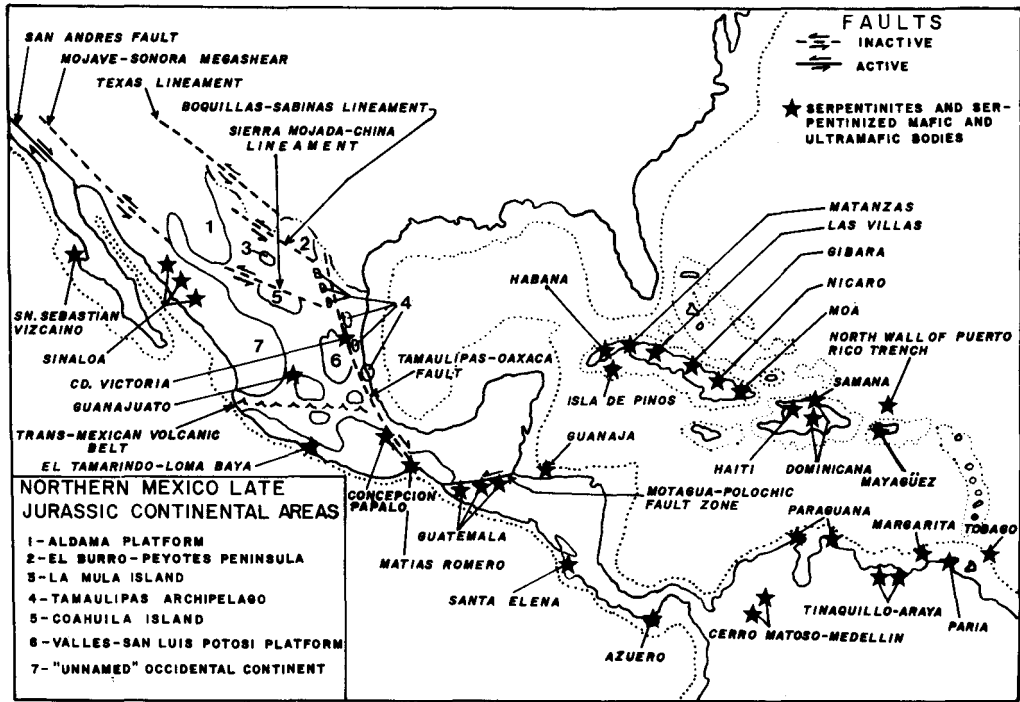 SAN ANDRES FAULT
MOJAVE-SONORA MEGASHEAR
TEXAS LINEAMENT
BOQUILLAS-SABINAS LINEAMENT
SIERRA MOJADA-CHINA
LINEAMENT
FAULTS
INACTIVE
ACTIVE
SERPENTINITES AND SER-
PENTINIZED MAFIC AND
ULTRAMAFIC BODIES
1
2
3
4
5
6
7
SN. SEBASTIAN
VIZCAINO
SINALOA
CD. VICTORIA
GUANAJUATO
TRANS-MEXICAN VOLCANIC
BELT
EL TAMARINDO-LOMA BAYA
TAMAULIPAS-OAXACA
FAULT
CONCEPCION
PAPALO
MATIAS ROMERO
GUATEMALA
GUANAJA
MOTAGUA-POLOCHIC
FAULT ZONE
SANTA ELENA
AZUERO
HABANA
ISLA DE PINOS
MATANZAS
LAS VILLAS
GIBARA
NICARO
MOA
NORTH WALL OF PUERTO
RICO TRENCH
SAMANA
HAITI
DOMINICANA
MAYAGÜEZ
PARAGUANA
MARGARITA
TOBAGO
TINAQUILLO-ARAYA
PARIA
CERRO MATOSO-MEDELLIN
NORTHERN MEXICO LATE
JURASSIC CONTINENTAL AREAS
1-ALDAMA PLATFORM
2-EL BURRO-PEYOTES PENINSULA
3-LA MULA ISLAND
4-TAMAULIPAS ARCHIPELAGO
5-COAHUILA ISLAND
6-VALLES-SAN LUIS POTOSI PLATFORM
7-"UNNAMED" OCCIDENTAL CONTINENT